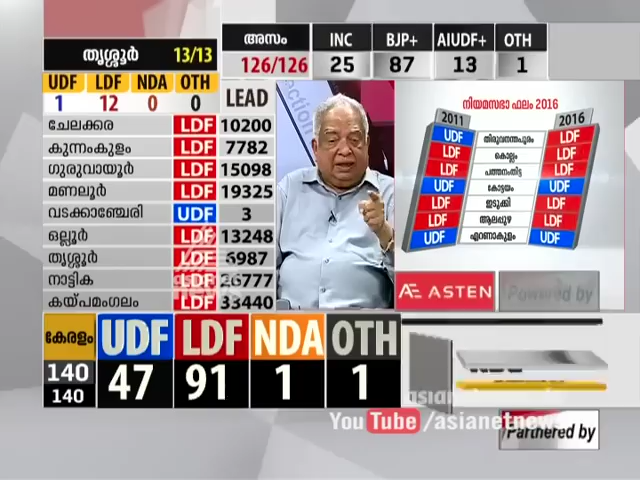 തൃശ്ശൂർ 13/13
UDF LDF NDA OTH
1 12 0 0
LEAD
ചേലക്കര LDF 10200
കുന്നംകുളം LDF 7782
ഗുരുവായൂർ LDF 15098
മണലൂർ LDF 19325
വടക്കാഞ്ചേരി UDF 3
ഒല്ലൂർ LDF 13248
തൃശ്ശൂർ LDF 6987
നാട്ടിക LDF 26777
കയ്പമംഗലം LDF 33440
അസം INC BJP+ AIUDF+ OTH
126/126 25 87 13 1
നിയമസഭാ ഫലം 2016
2011 2016
UDF തിരുവനന്തപുരം LDF
LDF കൊല്ലം LDF
LDF പത്തനംതിട്ട LDF
UDF കോട്ടയം UDF
LDF ഇടുക്കി LDF
LDF ആലപ്പുഴ LDF
UDF എറണാകുളം UDF
ASTEN Powered by
കേരളം UDF LDF NDA OTH
140 47 91 1 1
140
YouTube /asianetnews
Parthered by